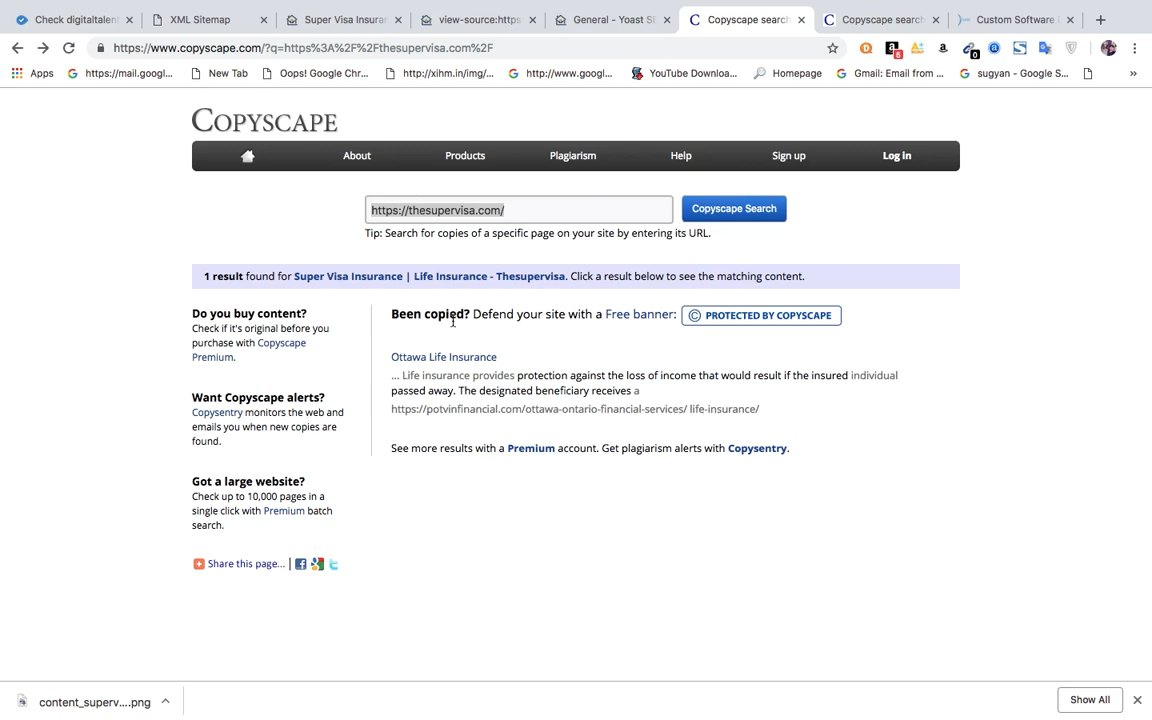 Check digitaltalen
XML Sitemap
Super Visa Insuran
view-source:https
General - Yoast SE
Copyscape search
Copyscape search
Custom Software
https://www.copyscape.com/?q=https%3A%2F%2Fthesupervisa.com%2F
Apps
https://mail.googl...
New Tab
Oops! Google Chr...
http://xihm.in/img/...
http://www.googl...
YouTube Downloa...
Homepage
Gmail: Email from ...
sugyan - Google S...
»
COPYSCAPE
About Products Plagiarism Help Sign up Log in
https://thesupervisa.com/ Copyscape Search
Tip: Search for copies of a specific page on your site by entering its URL.
1 result found for Super Visa Insurance | Life Insurance - Thesupervisa. Click a result below to see the matching content.
Do you buy content?
Check if it's original before you
purchase with Copyscape
Premium.
Want Copyscape alerts?
Copysentry monitors the web and
emails you when new copies are
found.
Got a large website?
Check up to 10,000 pages in a
single click with Premium batch
search.
Share this page... |
Been copied? Defend your site with a Free banner: © PROTECTED BY COPYSCAPE
Ottawa Life Insurance
... Life insurance provides protection against the loss of income that would result if the insured individual
passed away. The designated beneficiary receives a
https://potvinfinancial.com/ottawa-ontario-financial-services/ life-insurance/
See more results with a Premium account. Get plagiarism alerts with Copysentry.
content_superv....png
Show All